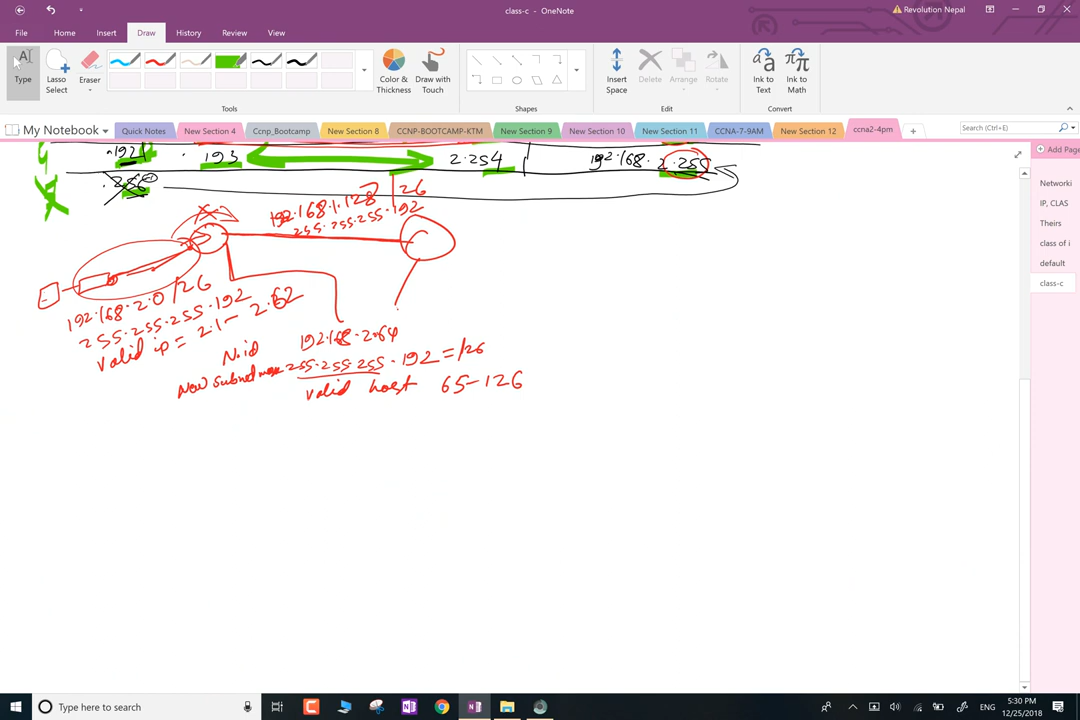 class-c - OneNote
Revolution Nepal
File Home Insert Draw History Review View
Type
Lasso Select
Eraser
Color & Thickness
Draw with Touch
Insert Space
Delete
Arrange
Rotate
Ink to Text
Ink to Math
Tools
Shapes
Edit
Convert
My Notebook
Quick Notes
New Section 4
Ccnp_Bootcamp
New Section 8
CCNP-BOOTCAMP-KTM
New Section 9
New Section 10
New Section 11
CCNA-7-9AM
New Section 12
ccna2-4pm
Search (Ctrl+E)
Add Page
Networki
IP, CLAS
Theirs
class of i
default
class-c
.192 .193 2.254 192.168. 2.255
192.168.1.128 /26
255.255.255.192
192.168.2.0/26
255.255.255.192
valid ip = 2.1- 2.62
N.id 192.168.2.64
New subnet 255.255.255.192 = /26
valid host 65-126
Type here to search
ENG
5:30 PM
12/25/2018